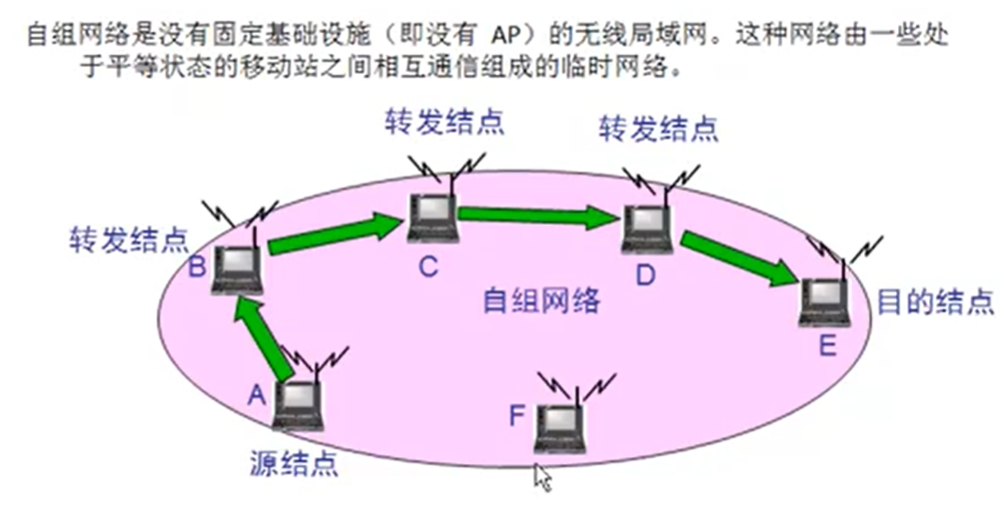 自组网络是没有固定基础设施（即没有 AP）的无线局域网。这种网络由一些处
于平等状态的移动站之间相互通信组成的临时网络。
转发结点
转发结点
转发结点
B
C
D
自组网络
目的结点
E
A
F
源结点